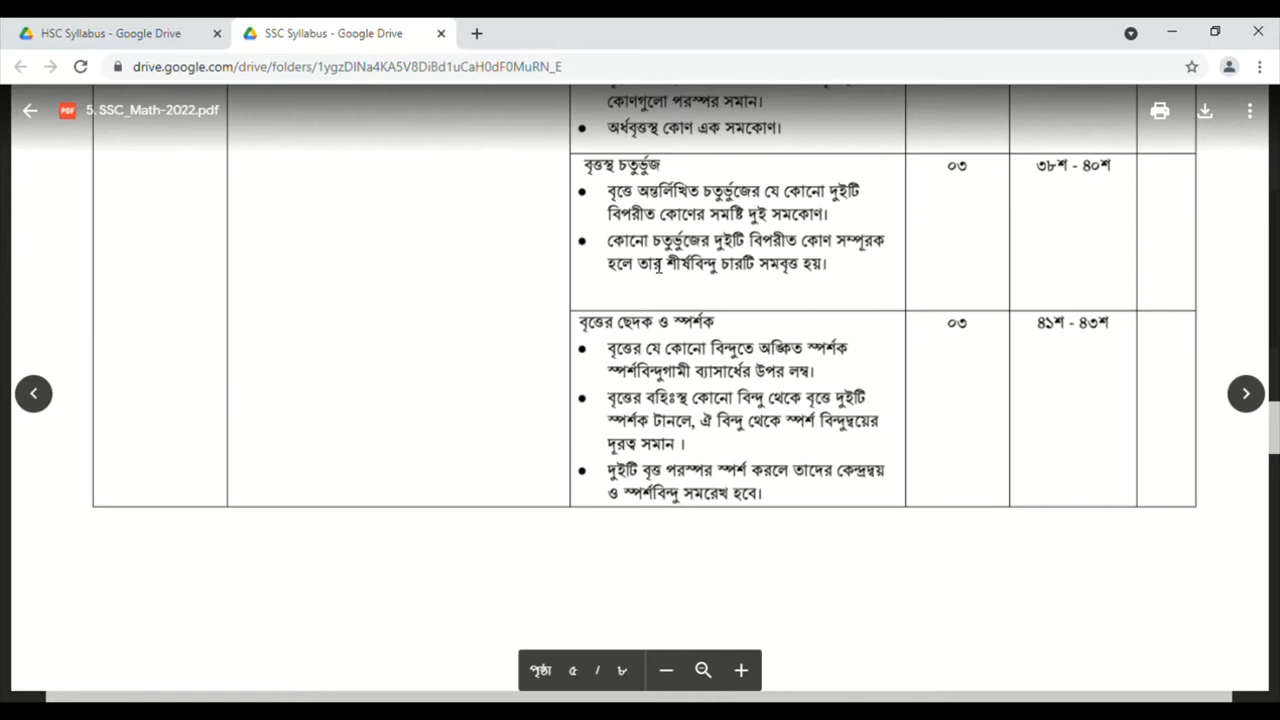 HSC Syllabus - Google Drive
SSC Syllabus - Google Drive
drive.google.com/drive/folders/1ygzDINa4KA5V8DiBd1uCaH0dF0MuRN_E
PDF 5. SSC_Math-2022.pdf
কোণগুলো পরস্পর সমান।
● অর্ধবৃত্তস্থ কোণ এক সমকোণ।
বৃত্তস্থ চতুর্ভুজ ০৩ ৩৮শ - ৪০শ
● বৃত্তে অন্তর্লিখিত চতুর্ভুজের যে কোনো দুইটি
বিপরীত কোণের সমষ্টি দুই সমকোণ।
● কোনো চতুর্ভুজের দুইটি বিপরীত কোণ সম্পূরক
হলে তার শীর্ষবিন্দু চারটি সমবৃত্ত হয়।
বৃত্তের ছেদক ও স্পর্শক ০৩ ৪১শ - ৪৩শ
● বৃত্তের যে কোনো বিন্দুতে অঙ্কিত স্পর্শক
স্পর্শবিন্দুগামী ব্যাসার্ধের উপর লম্ব।
● বৃত্তের বহিঃস্থ কোনো বিন্দু থেকে বৃত্তে দুইটি
স্পর্শক টানলে, ঐ বিন্দু থেকে স্পর্শ বিন্দুদ্বয়ের
দূরত্ব সমান ।
● দুইটি বৃত্ত পরস্পর স্পর্শ করলে তাদের কেন্দ্রদ্বয়
ও স্পর্শবিন্দু সমরেখ হবে।
পৃষ্ঠা ৫ / ৮